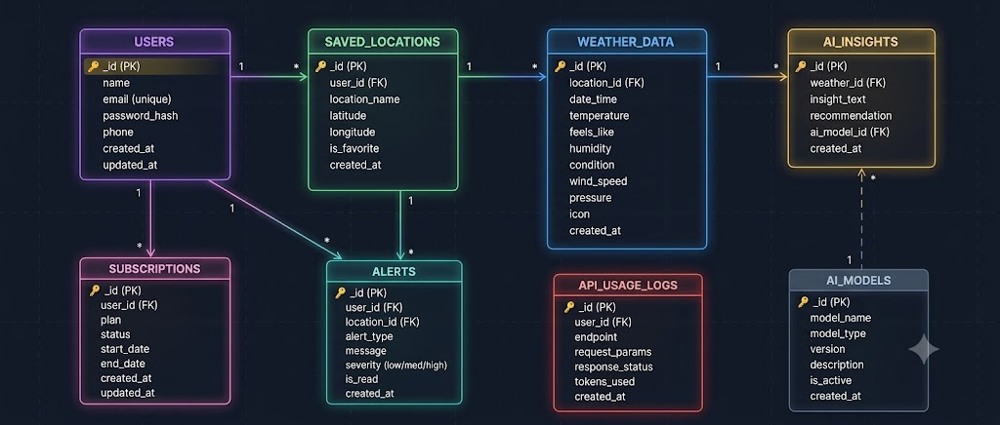 USERS
_id (PK)
name
email (unique)
password_hash
phone
created_at
updated_at
1
*
SAVED_LOCATIONS
_id (PK)
user_id (FK)
location_name
latitude
longitude
is_favorite
created_at
1
*
WEATHER_DATA
_id (PK)
location_id (FK)
date_time
temperature
feels_like
humidity
condition
wind_speed
pressure
icon
created_at
1
*
AI_INSIGHTS
_id (PK)
weather_id (FK)
insight_text
recommendation
ai_model_id (FK)
created_at
1
*
1
*
1
*
*
1
SUBSCRIPTIONS
_id (PK)
user_id (FK)
plan
status
start_date
end_date
created_at
updated_at
ALERTS
_id (PK)
user_id (FK)
location_id (FK)
alert_type
message
severity (low/med/high)
is_read
created_at
API_USAGE_LOGS
_id (PK)
user_id (FK)
endpoint
request_params
response_status
tokens_used
created_at
AI_MODELS
_id (PK)
model_name
model_type
version
description
is_active
created_at